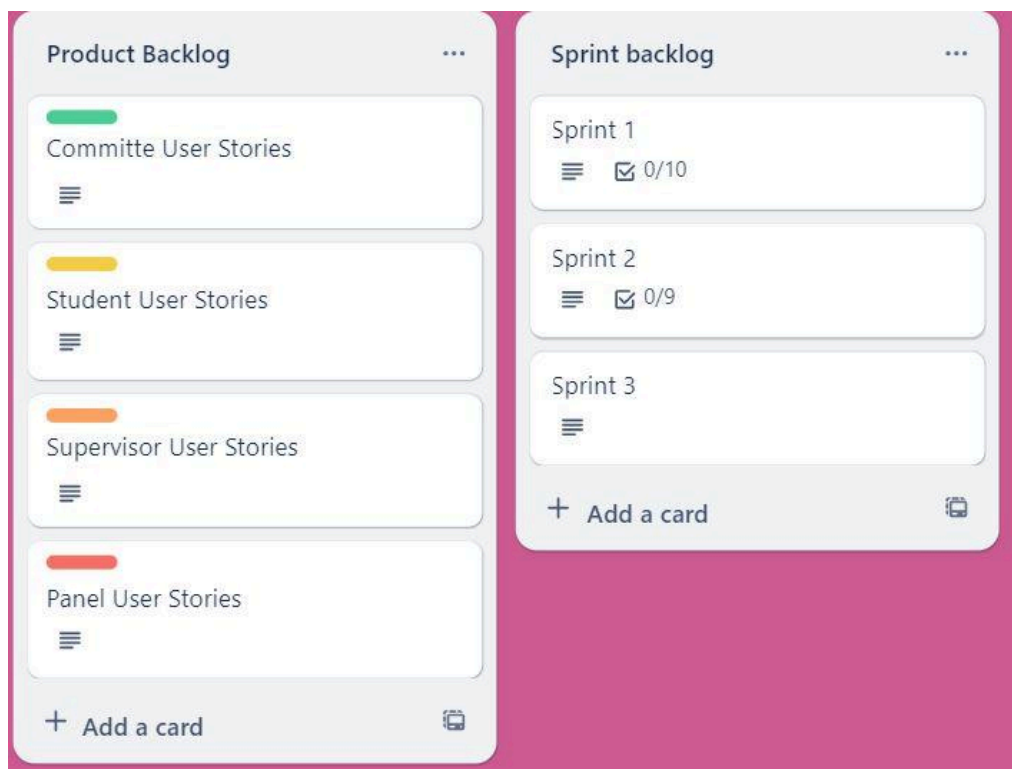 Product Backlog
Committe User Stories
Student User Stories
Supervisor User Stories
Panel User Stories
+ Add a card
Sprint backlog
Sprint 1
0/10
Sprint 2
0/9
Sprint 3
+ Add a card